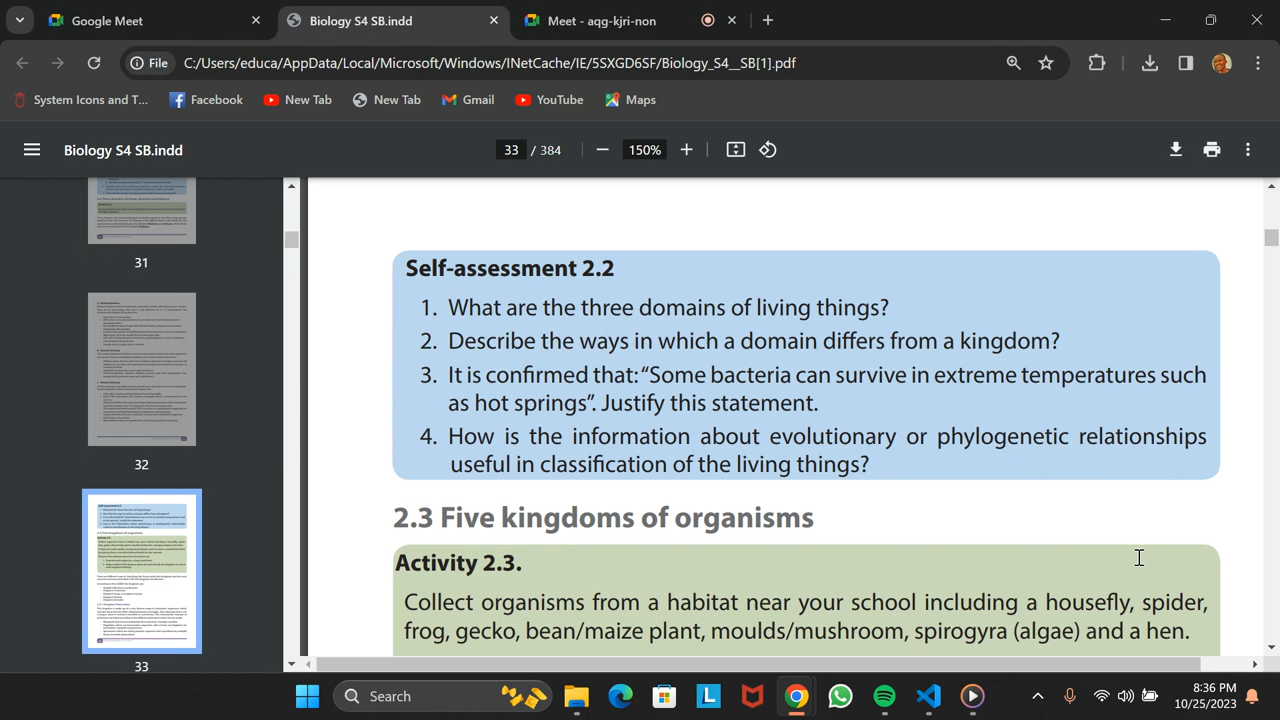 Google Meet
Biology S4 SB.indd
Meet - aqg-kjri-non
File
C:/Users/educa/AppData/Local/Microsoft/Windows/INetCache/IE/5SXGD6SF/Biology_S4__SB[1].pdf
System Icons and T...
Facebook
New Tab
New Tab
Gmail
YouTube
Maps
Biology S4 SB.indd
33 / 384
150%
31
32
33
Self-assessment 2.2
1. What are the three domains of living things?
2. Describe the ways in which a domain differs from a kingdom?
3. It is confirmed that: “Some bacteria can survive in extreme temperatures such
as hot springs”. Justify this statement.
4. How is the information about evolutionary or phylogenetic relationships
useful in classification of the living things?
2.3 Five kingdoms of organisms
Activity 2.3.
Collect organisms from a habitat near your school including a housefly, spider,
frog, gecko, bean/maize plant, moulds/mushroom, spirogyra (algae) and a hen.
Search
8:36 PM
10/25/2023